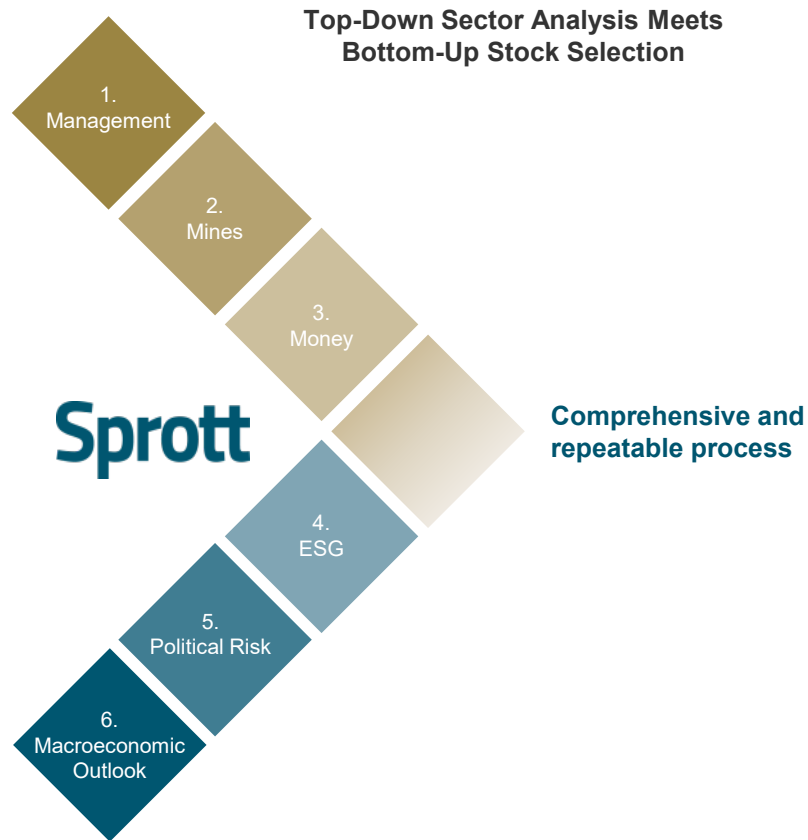 Top-Down Sector Analysis Meets
Bottom-Up Stock Selection
1.
Management
2.
Mines
3.
Money
Sprott
Comprehensive and
repeatable process
4.
ESG
5.
Political Risk
6.
Macroeconomic
Outlook